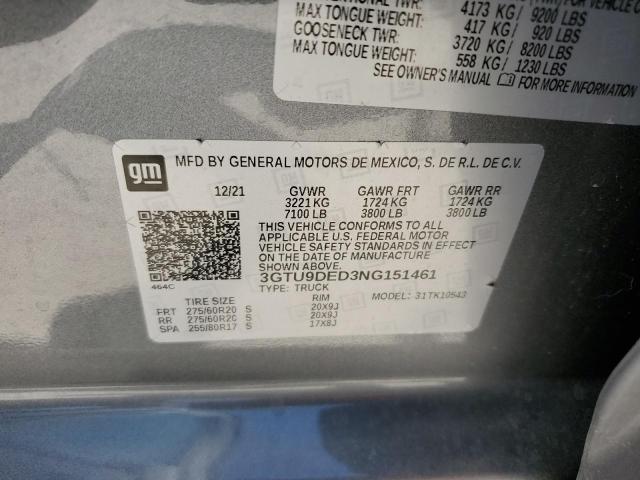 4173 KG / 9200 LBS
MAX TONGUE WEIGHT: 417 KG / 920 LBS
GOOSENECK TWR: 3720 KG / 8200 LBS
MAX TONGUE WEIGHT: 558 KG / 1230 LBS
SEE OWNER'S MANUAL FOR MORE INFORMATION
gm MFD BY GENERAL MOTORS DE MEXICO, S. DE R.L. DE C.V.
12/21 GVWR GAWR FRT GAWR RR
3221 KG 1724 KG 1724 KG
7100 LB 3800 LB 3800 LB
THIS VEHICLE CONFORMS TO ALL
APPLICABLE U.S. FEDERAL MOTOR
VEHICLE SAFETY STANDARDS IN EFFECT
ON THE DATE OF MANUFACTURE
SHOWN ABOVE.
3GTU9DED3NG151461
464C TYPE: TRUCK
TIRE SIZE RIM MODEL: 31TK10543
FRT 275/60R20 S 20X9J
RR 275/60R20 S 20X9J
SPA 255/80R17 S 17X8J